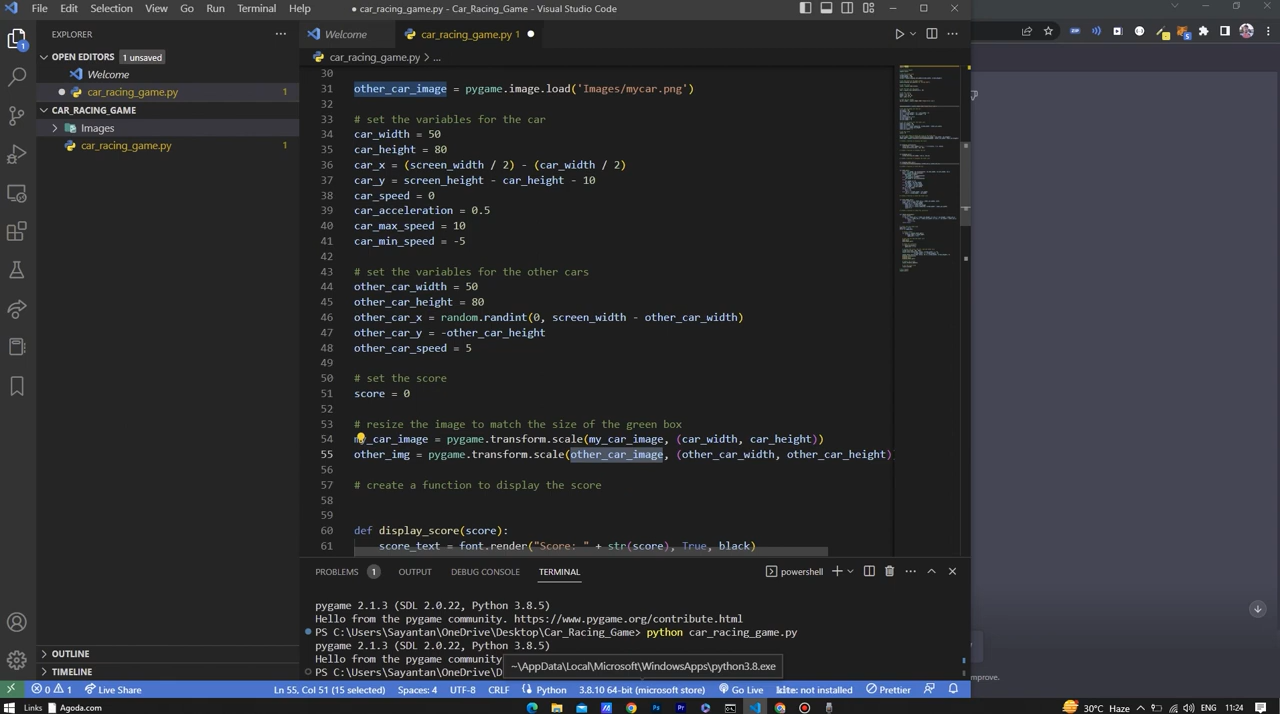 File Edit Selection View Go Run Terminal Help
car_racing_game.py - Car_Racing_Game - Visual Studio Code
EXPLORER
Welcome
car_racing_game.py 1
OPEN EDITORS 1 unsaved
car_racing_game.py > ...
Welcome
car_racing_game.py 1
CAR_RACING_GAME
Images
car_racing_game.py 1
30
31 other_car_image = pygame.image.load('Images/mycar.png')
32
33 # set the variables for the car
34 car_width = 50
35 car_height = 80
36 car_x = (screen_width / 2) - (car_width / 2)
37 car_y = screen_height - car_height - 10
38 car_speed = 0
39 car_acceleration = 0.5
40 car_max_speed = 10
41 car_min_speed = -5
42
43 # set the variables for the other cars
44 other_car_width = 50
45 other_car_height = 80
46 other_car_x = random.randint(0, screen_width - other_car_width)
47 other_car_y = -other_car_height
48 other_car_speed = 5
49
50 # set the score
51 score = 0
52
53 # resize the image to match the size of the green box
54 my_car_image = pygame.transform.scale(my_car_image, (car_width, car_height))
55 other_img = pygame.transform.scale(other_car_image, (other_car_width, other_car_height)
56
57 # create a function to display the score
58
59
60 def display_score(score):
61 score_text = font.render("Score: " + str(score), True, black)
PROBLEMS 1 OUTPUT DEBUG CONSOLE TERMINAL
powershell
pygame 2.1.3 (SDL 2.0.22, Python 3.8.5)
Hello from the pygame community. https://www.pygame.org/contribute.html
PS C:\Users\Sayantan\OneDrive\Desktop\Car_Racing_Game> python car_racing_game.py
pygame 2.1.3 (SDL 2.0.22, Python 3.8.5)
Hello from the pygame community
~\AppData\Local\Microsoft\WindowsApps\python3.8.exe
PS C:\Users\Sayantan\OneDrive\D
OUTLINE
TIMELINE
improve.
0 1 Live Share
Ln 55, Col 51 (15 selected) Spaces: 4 UTF-8 CRLF Python 3.8.10 64-bit (microsoft store) Go Live kite: not installed Prettier
Links Agoda.com
30°C Haze
ENG
11:24